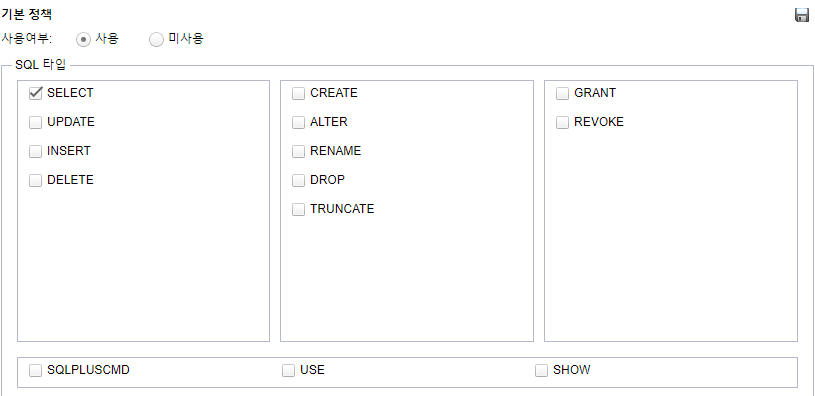 기본 정책
사용여부: 사용 미사용
SQL 타입
SELECT
UPDATE
INSERT
DELETE
CREATE
ALTER
RENAME
DROP
TRUNCATE
GRANT
REVOKE
SQLPLUSCMD USE SHOW